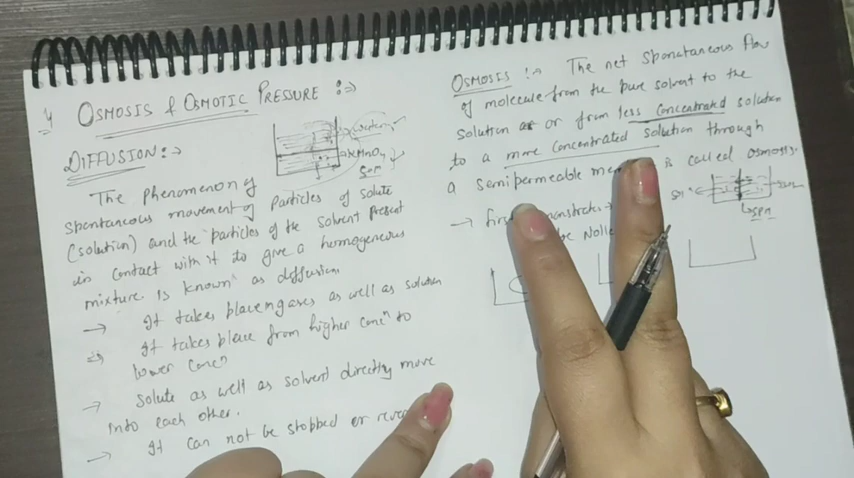 OSMOSIS & OSMOTIC PRESSURE :→
DIFFUSION :→
water
KMnO4
The phenomenon of
spontaneous movement of particles of solute
(solution) and the particles of the solvent present
in contact with it to give a homogeneous
mixture is known as diffusion
→ It takes place in gases as well as solution
It takes place from higher concn to
lower concn
→ Solute as well as solvent directly move
into each other.
→ It can not be stopped or
OSMOSIS :→ The net spontaneous flow
of molecule from the pure solvent to the
solution or from less concentrated solution
to a more concentrated solution through
a semipermeable is called osmosis.
SPM
→
Nolle